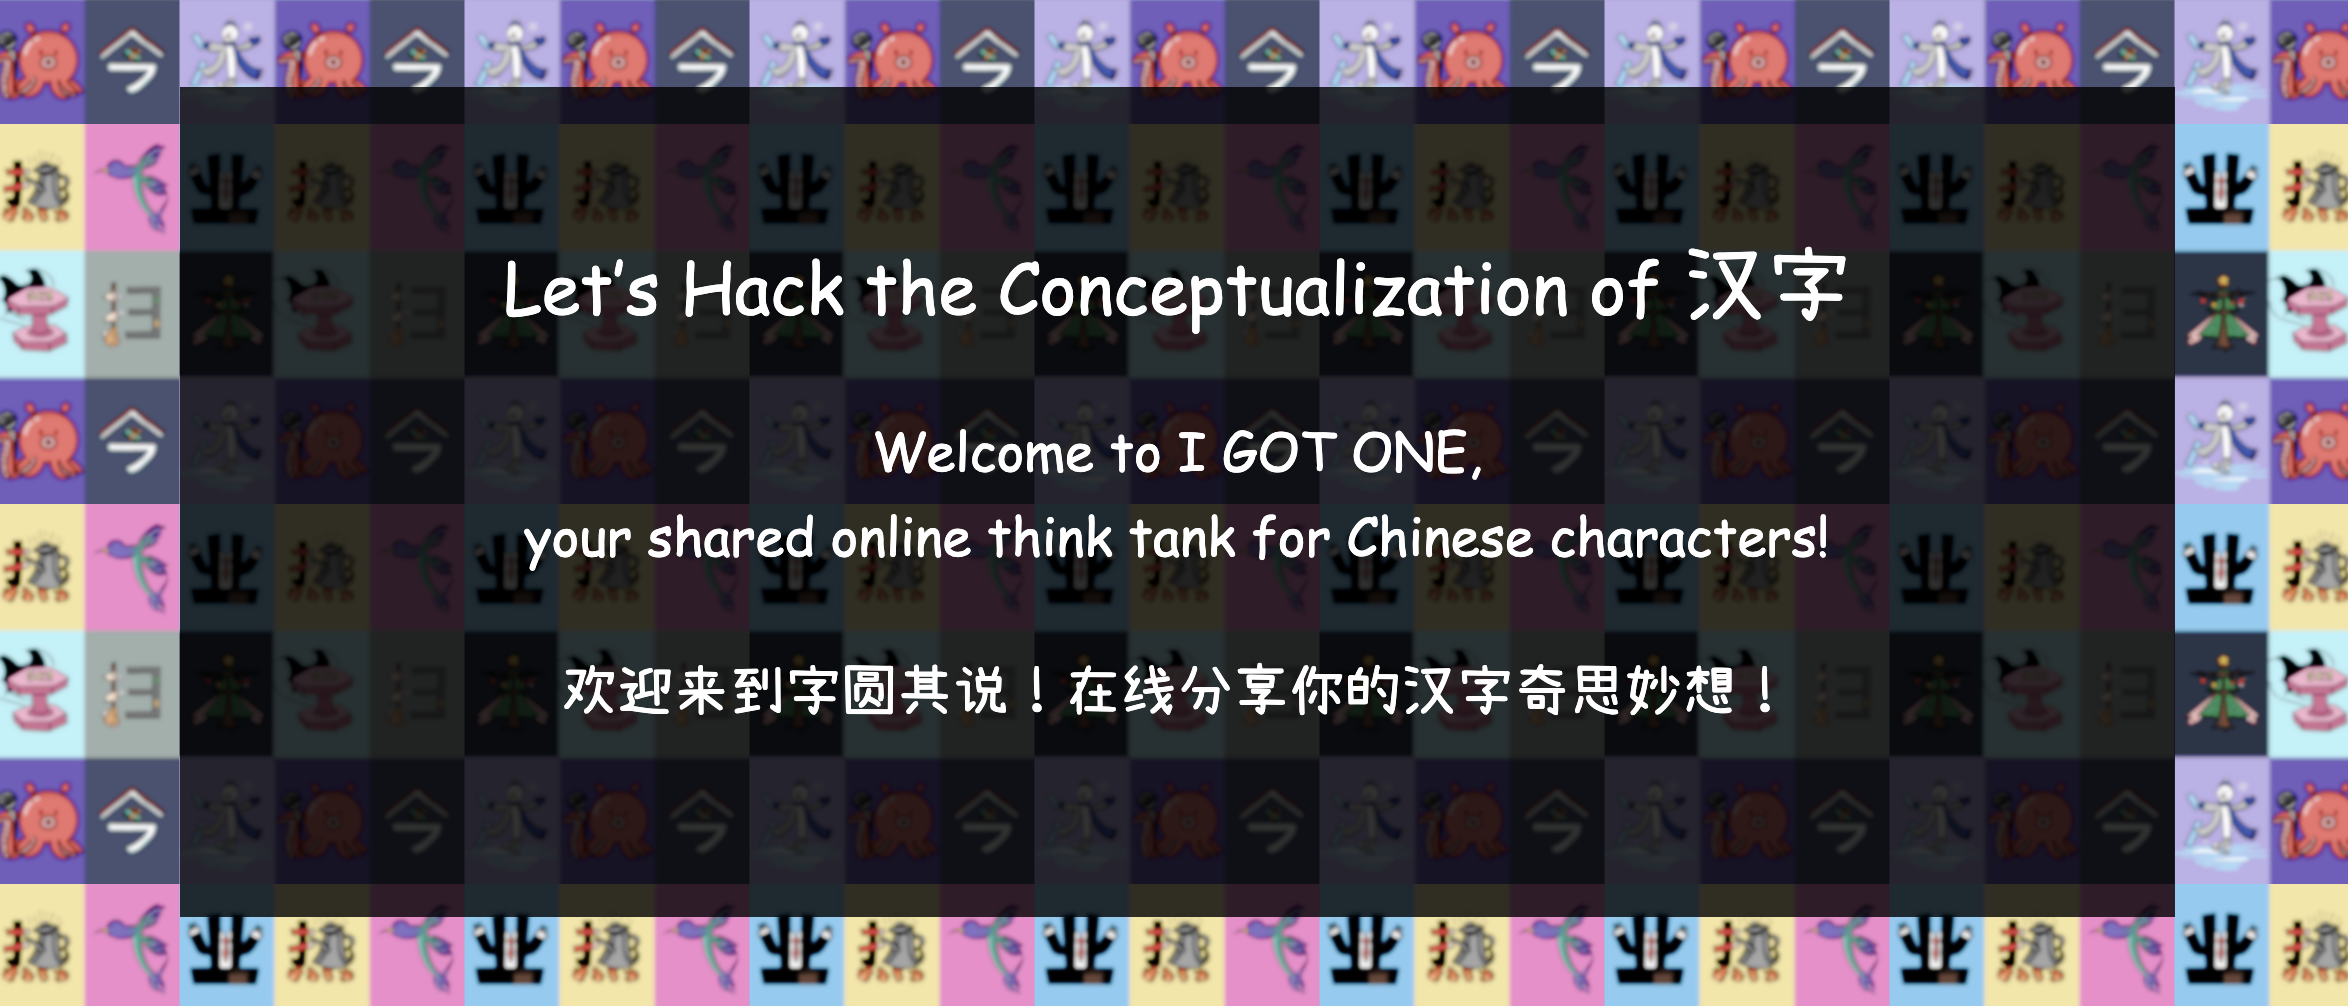 Let's Hack the Conceptualization of 汉字
Welcome to I GOT ONE,
your shared online think tank for Chinese characters!
欢迎来到字圆其说！在线分享你的汉字奇思妙想！